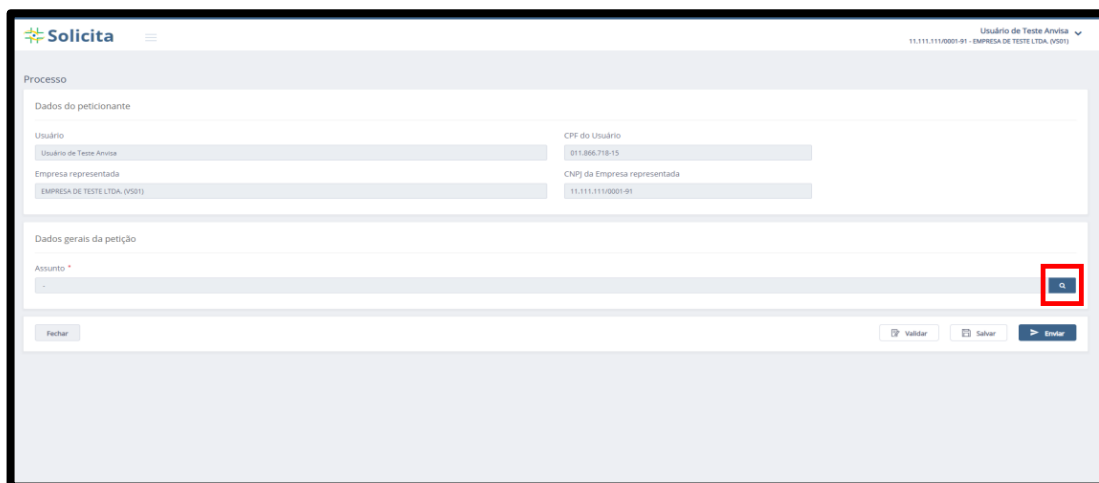 Solicita
Usuário de Teste Anvisa
11.111.111/0001-91 - EMPRESA DE TESTE LTDA. (VS01)
Processo
Dados do peticionante
Usuário
CPF do Usuário
Usuário de Teste Anvisa
011.866.718-15
Empresa representada
CNPJ da Empresa representada
EMPRESA DE TESTE LTDA. (VS01)
11.111.111/0001-91
Dados gerais da petição
Assunto *
-
Fechar
Validar
Salvar
Enviar